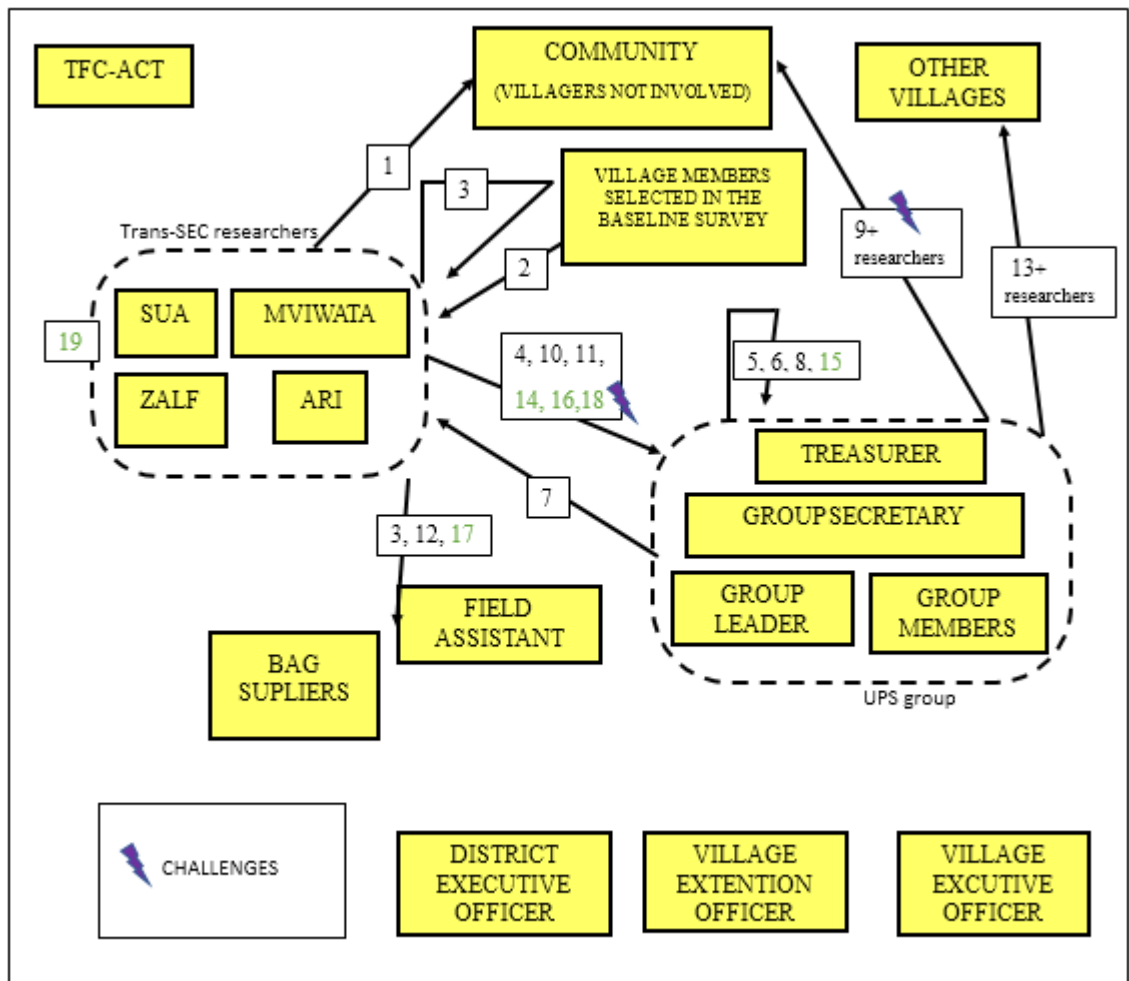 TFC-ACT
COMMUNITY
(VILLAGERS NOT INVOLVED)
OTHER
VILLAGES
1
3
VILLAGE MEMBERS
SELECTED IN THE
BASELINE SURVEY
9+
researchers
13+
researchers
Trans-SEC researchers
2
SUA
MVIWATA
19
ZALF
ARI
4, 10, 11,
14, 16,18
5, 6, 8, 15
TREASURER
GROUP SECRETARY
7
GROUP
LEADER
GROUP
MEMBERS
UPS group
3, 12, 17
FIELD
ASSISTANT
BAG
SUPLIERS
CHALLENGES
DISTRICT
EXECUTIVE
OFFICER
VILLAGE
EXTENTION
OFFICER
VILLAGE
EXCUTIVE
OFFICER